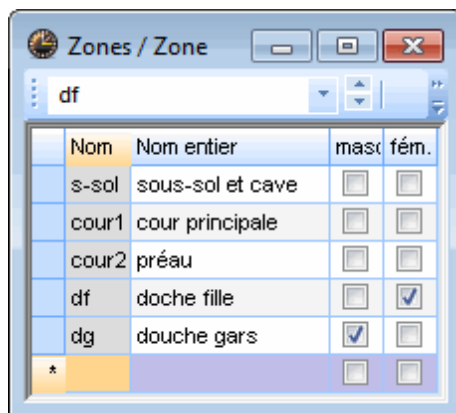 Zones / Zone
df
Nom Nom entier masc fém.
s-sol sous-sol et cave
cour1 cour principale
cour2 préau
df doche fille
dg douche gars
*